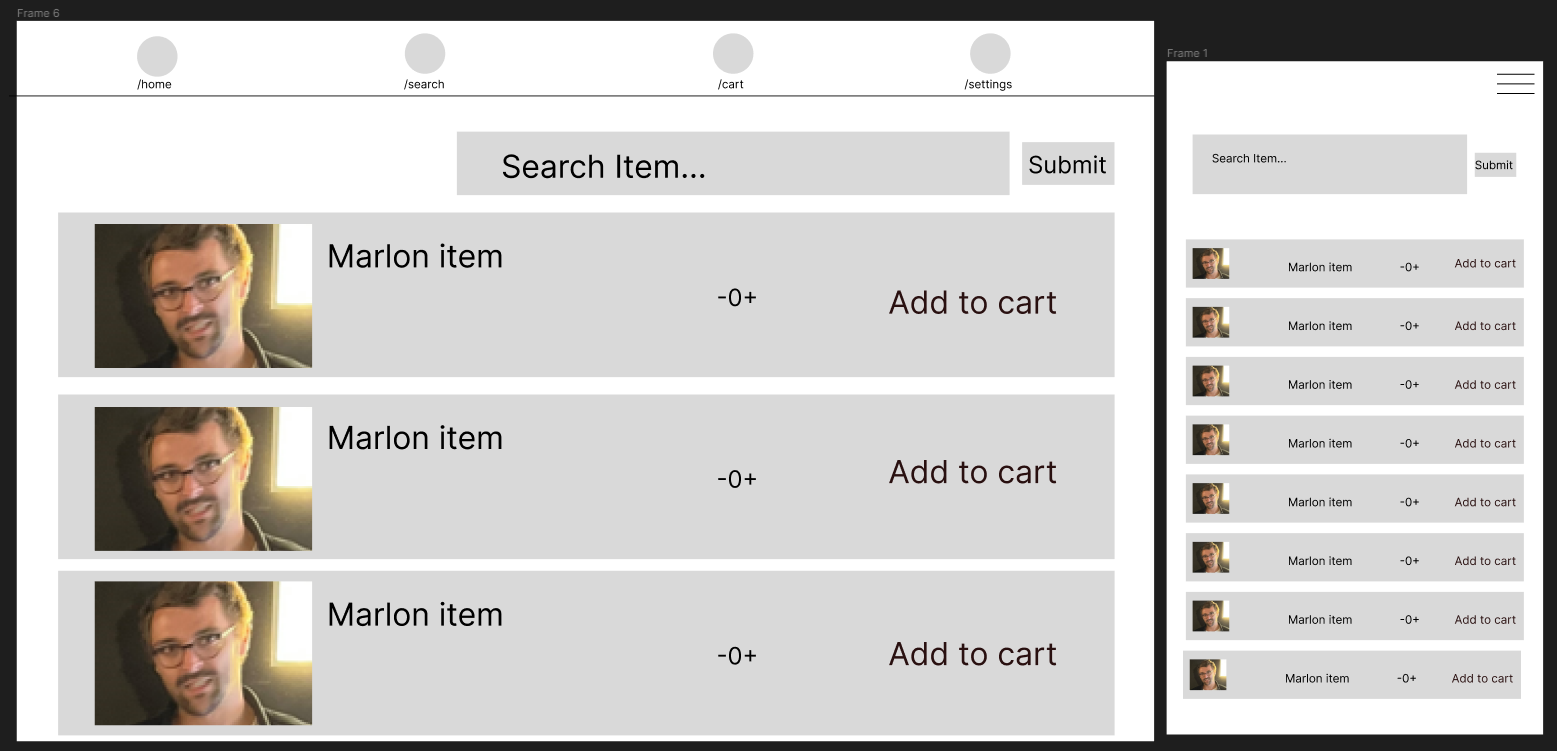 Frame 6
/home
/search
/cart
/settings
Search Item...
Submit
Marlon item
-0+
Add to cart
Marlon item
-0+
Add to cart
Marlon item
-0+
Add to cart
Frame 1
Search Item...
Submit
Marlon item -0+ Add to cart
Marlon item -0+ Add to cart
Marlon item -0+ Add to cart
Marlon item -0+ Add to cart
Marlon item -0+ Add to cart
Marlon item -0+ Add to cart
Marlon item -0+ Add to cart
Marlon item -0+ Add to cart